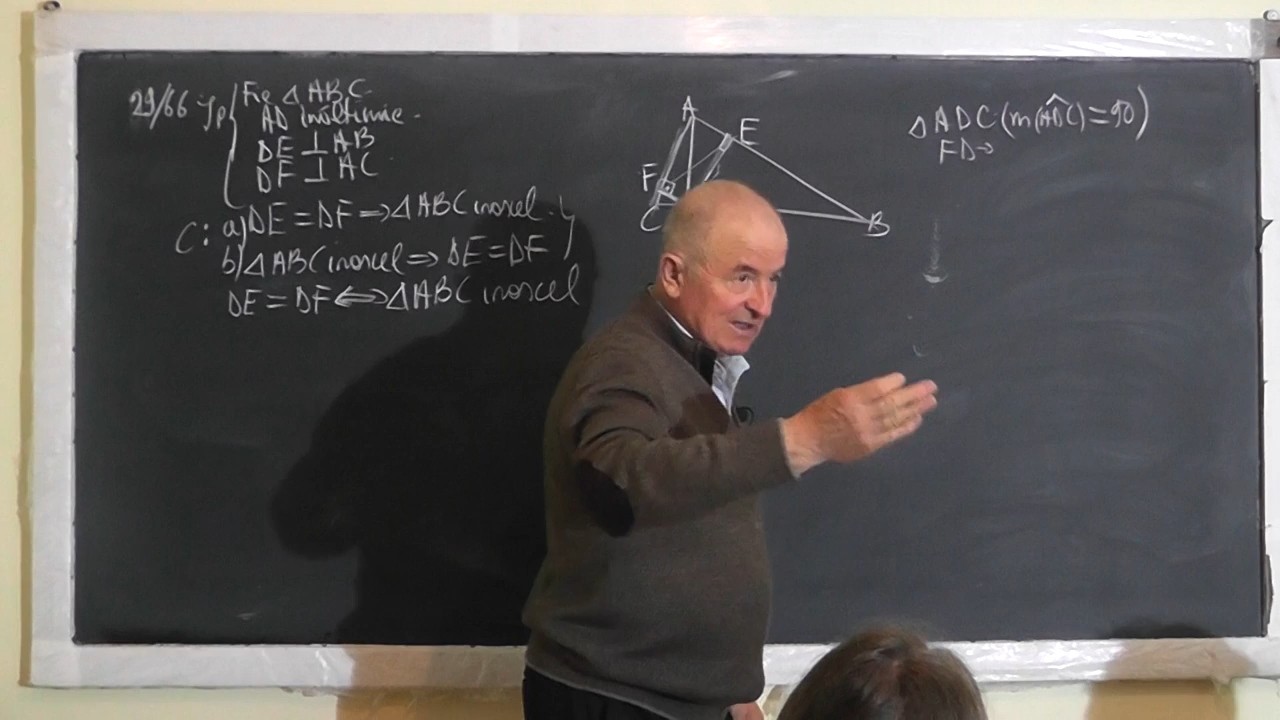 29/66 Ip Fie △ABC
AD înălțime.
DE ⊥ AB
DF ⊥ AC
C: a) DE = DF ⇒ △ABC isoscel.
b) △ABC isoscel ⇒ DE = DF
DE = DF ⇔ △ABC isoscel
A
E
F
C
B
△ADC (m(ADC) = 90)
FD→